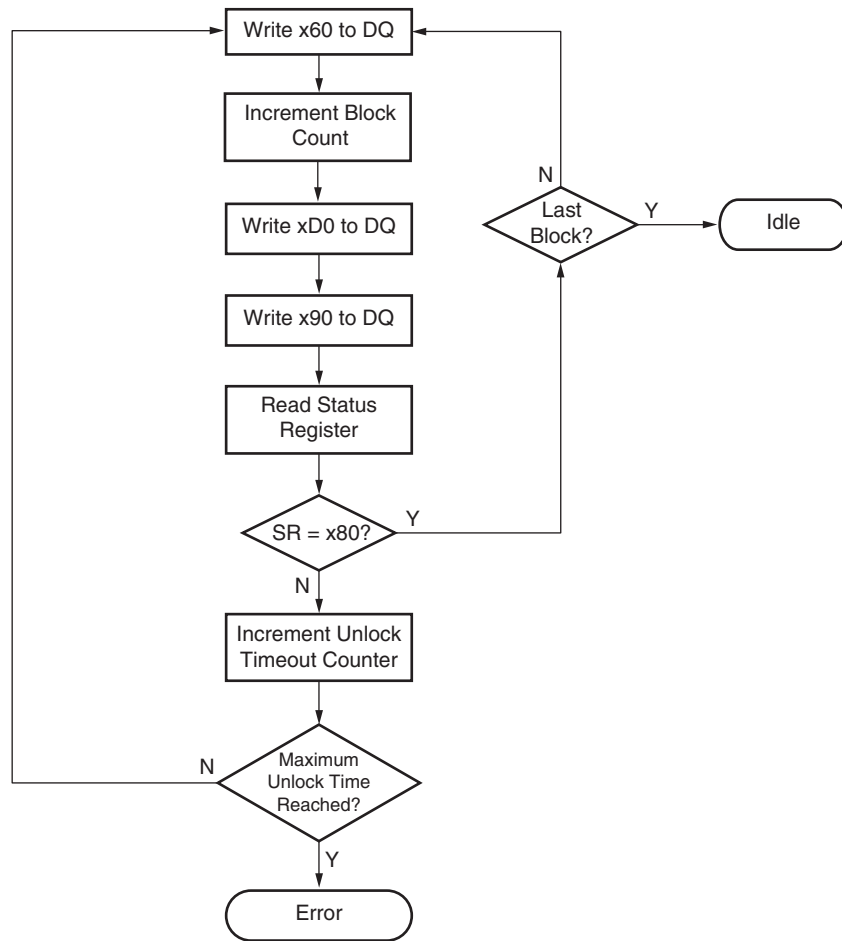 Write x60 to DQ
Increment Block
Count
N
Last
Block?
Y
Idle
Write xD0 to DQ
Write x90 to DQ
Read Status
Register
SR = x80?
Y
N
Increment Unlock
Timeout Counter
N
Maximum
Unlock Time
Reached?
Y
Error